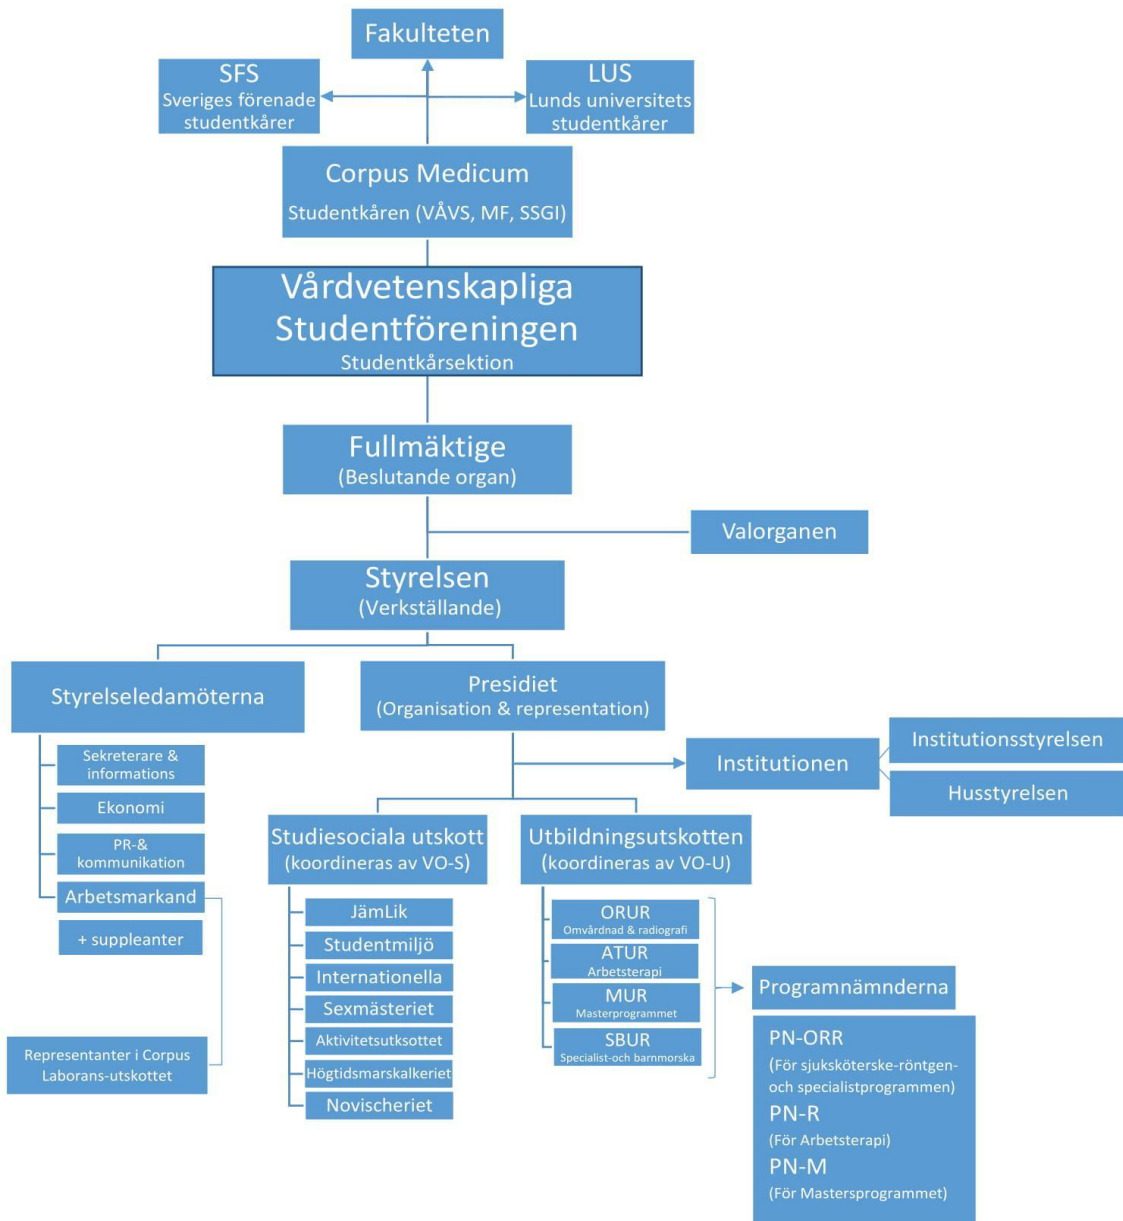 Fakulteten
SFS
Sveriges förenade
studentkårer
LUS
Lunds universitets
studentkårer
Corpus Medicum
Studentkåren (VÅVS, MF, SSGI)
Vårdvetenskapliga
Studentföreningen
Studentkårsektion
Fullmäktige
(Beslutande organ)
Valorganen
Styrelsen
(Verkställande)
Styrelseledamöterna
Sekreterare &
informations
Ekonomi
PR-&
kommunikation
Arbetsmarkand
+ suppleanter
Representanter i Corpus
Laborans-utskottet
Presidiet
(Organisation & representation)
Institutionen
Institutionsstyrelsen
Husstyrelsen
Studiesociala utskott
(koordineras av VO-S)
JämLik
Studentmiljö
Internationella
Sexmästeriet
Aktivitetsutksottet
Högtidsmarskalkeriet
Novischeriet
Utbildningsutskotten
(koordineras av VO-U)
ORUR
Omvårdnad & radiografi
ATUR
Arbetsterapi
MUR
Masterprogrammet
SBUR
Specialist-och barnmorska
Programnämnderna
PN-ORR
(För sjuksköterske-röntgen-
och specialistprogrammen)
PN-R
(För Arbetsterapi)
PN-M
(För Mastersprogrammet)